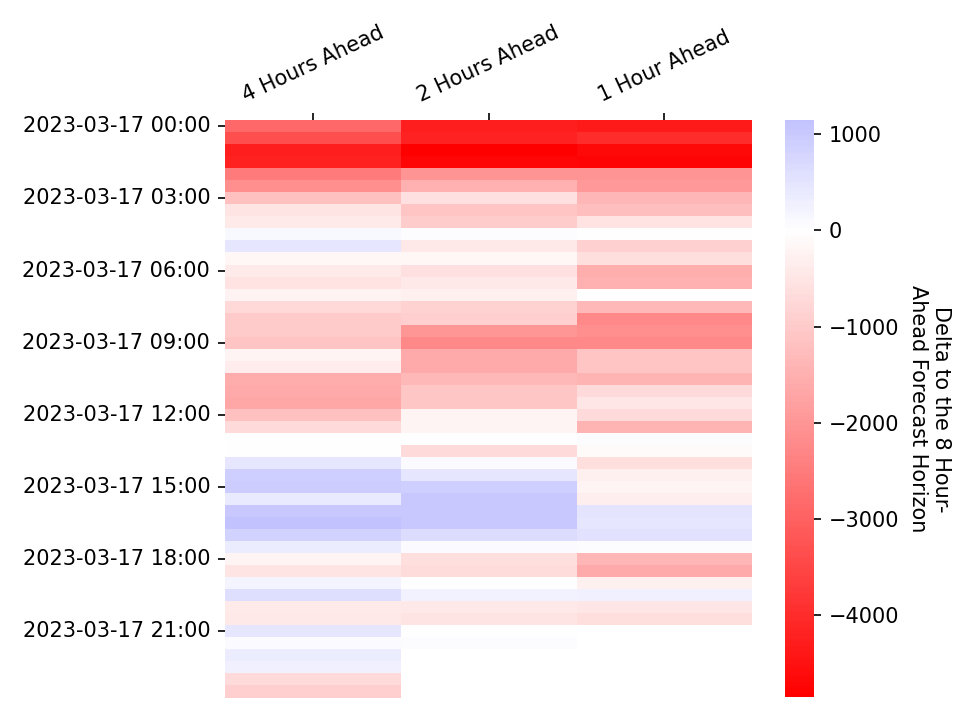 4 Hours Ahead
2 Hours Ahead
1 Hour Ahead
2023-03-17 00:00
2023-03-17 03:00
2023-03-17 06:00
2023-03-17 09:00
2023-03-17 12:00
2023-03-17 15:00
2023-03-17 18:00
2023-03-17 21:00
1000
0
−1000
−2000
−3000
−4000
Delta to the 8 Hour-
Ahead Forecast Horizon